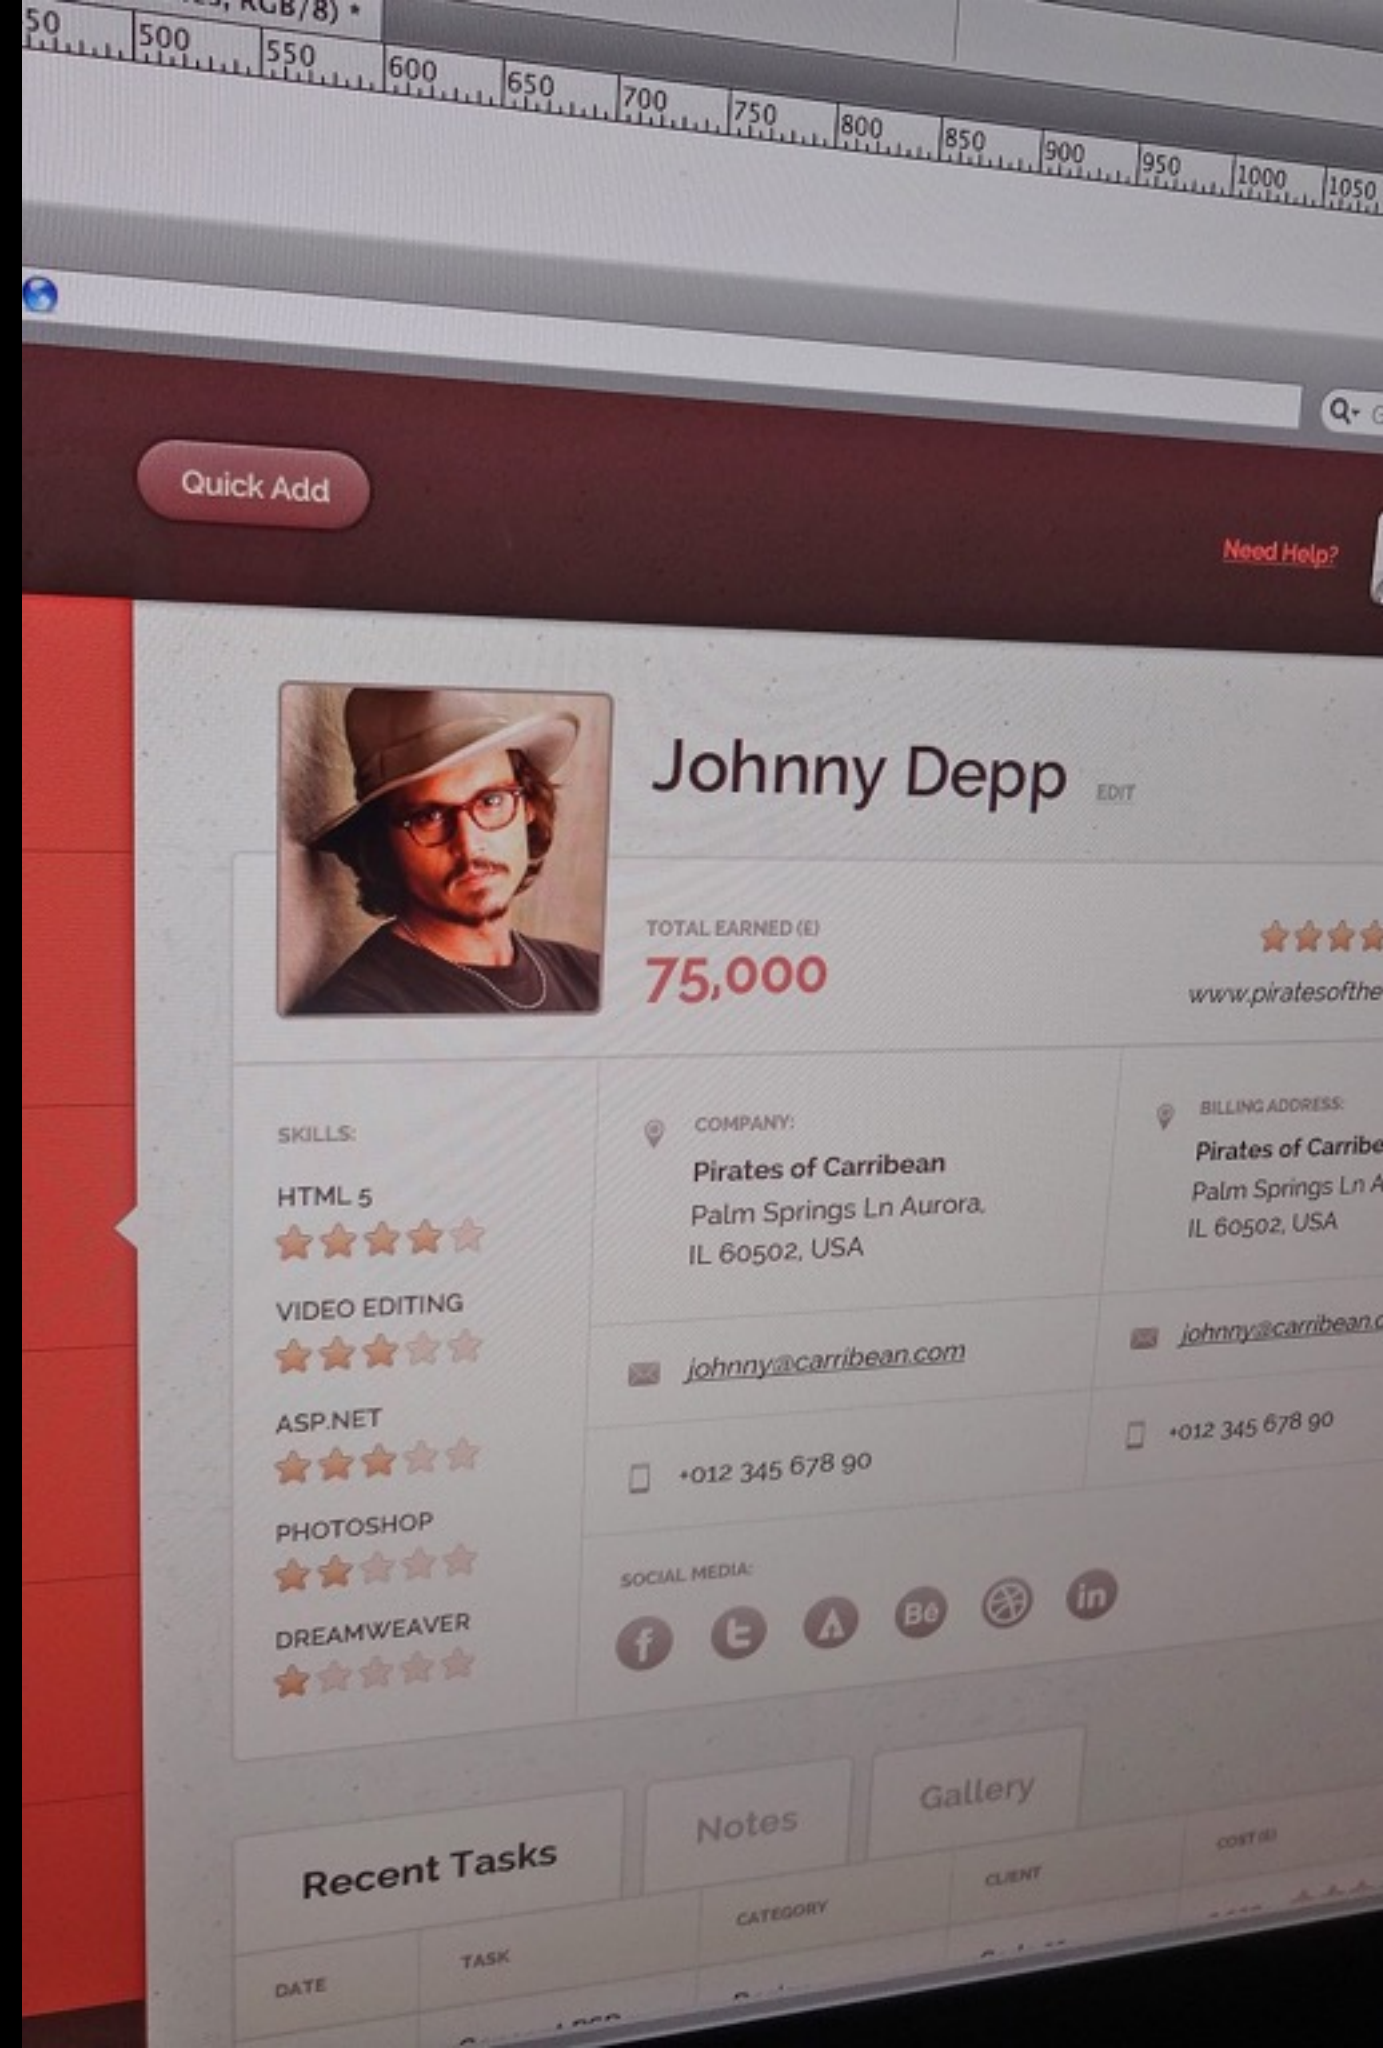 RGB/8) *
50 500 550 600 650 700 750 800 850 900 950 1000 1050
Quick Add
Need Help?
Johnny Depp EDIT
TOTAL EARNED (£)
75,000
www.piratesofthe
SKILLS:
HTML 5
VIDEO EDITING
ASP.NET
PHOTOSHOP
DREAMWEAVER
COMPANY:
Pirates of Carribean
Palm Springs Ln Aurora,
IL 60502, USA
johnny@carribean.com
+012 345 678 90
BILLING ADDRESS:
Pirates of Carribe
Palm Springs Ln A
IL 60502, USA
johnny@carribean.c
+012 345 678 90
SOCIAL MEDIA:
f t Bē in
Recent Tasks Notes Gallery
DATE TASK CATEGORY CLIENT COST (£)